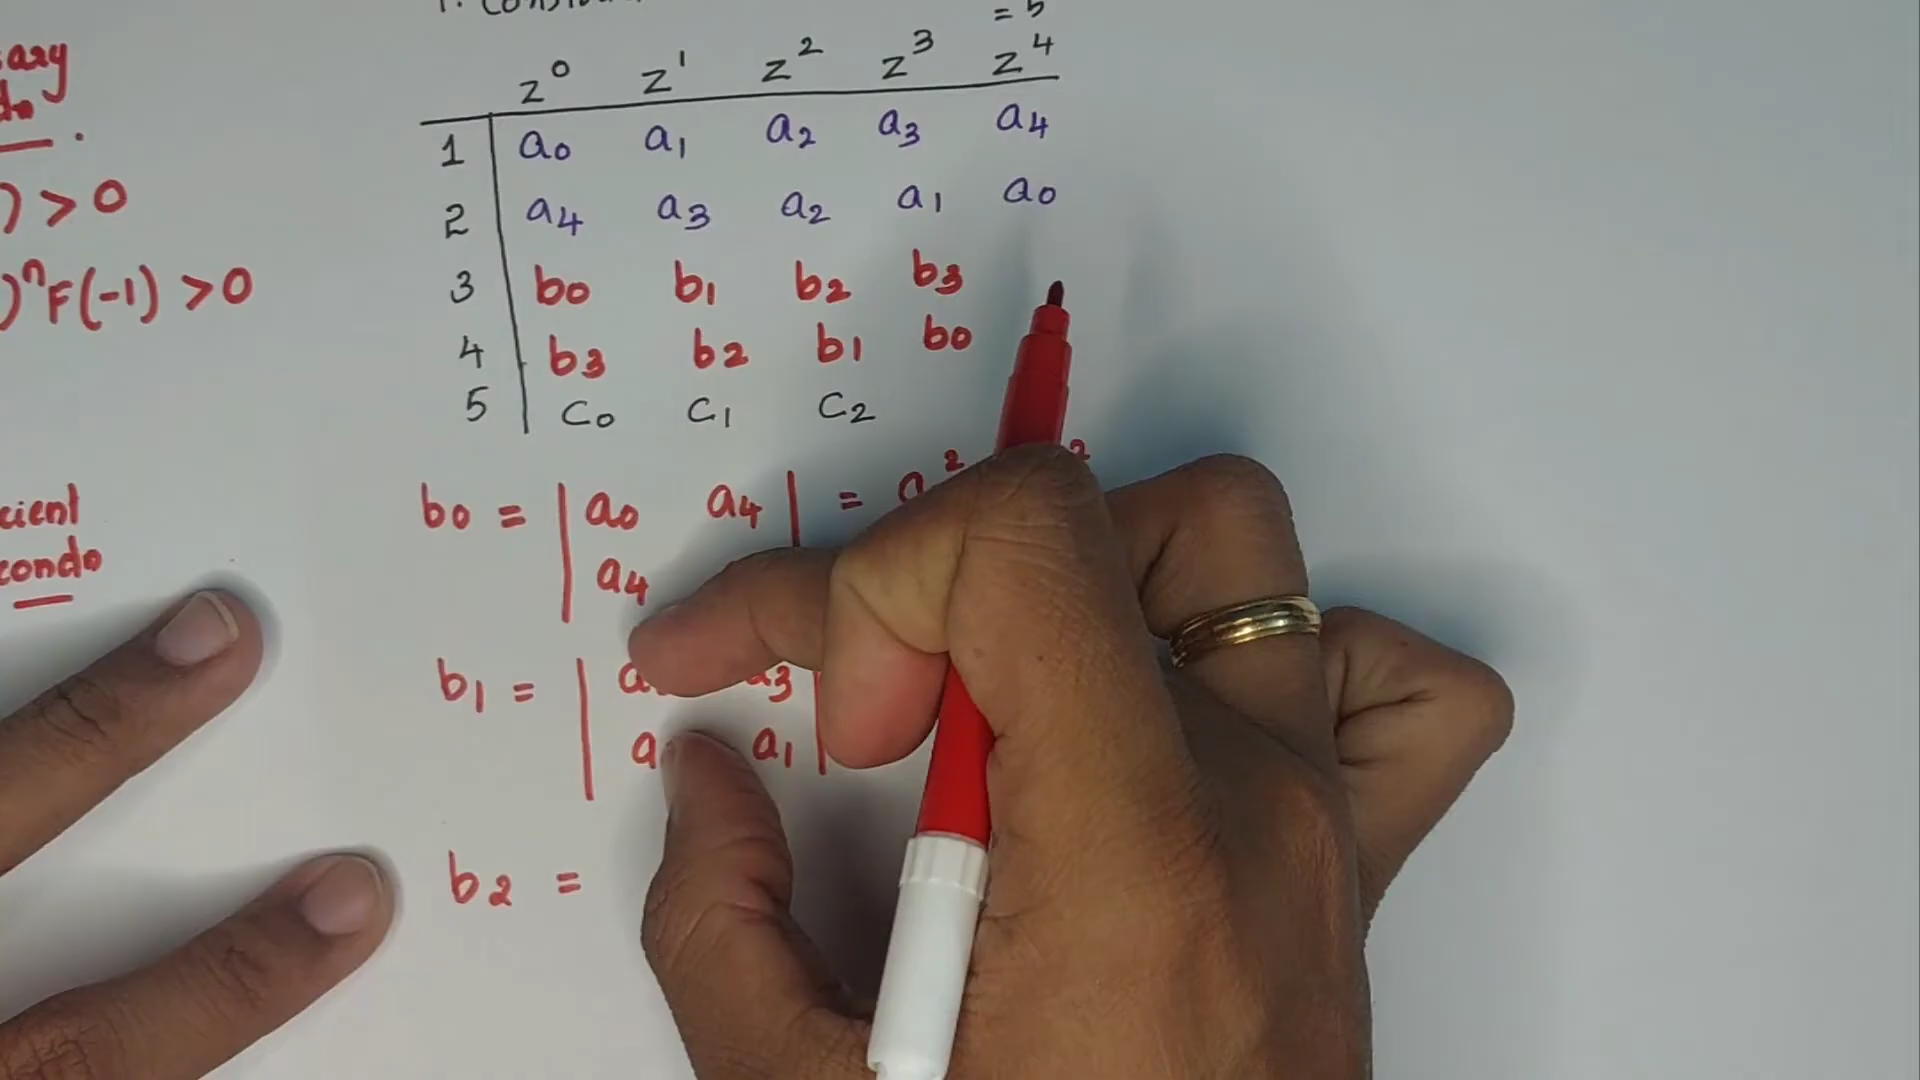 = 5
z⁰ z¹ z² z³ z⁴
1 a₀ a₁ a₂ a₃ a₄
2 a₄ a₃ a₂ a₁ a₀
3 b₀ b₁ b₂ b₃
4 b₃ b₂ b₁ b₀
5 c₀ c₁ c₂
) > 0
)ⁿF(-1) > 0
cient
condo
b₀ = | a₀ a₄ | =
a₄
b₁ = | a₃ |
a₁
b₂ =